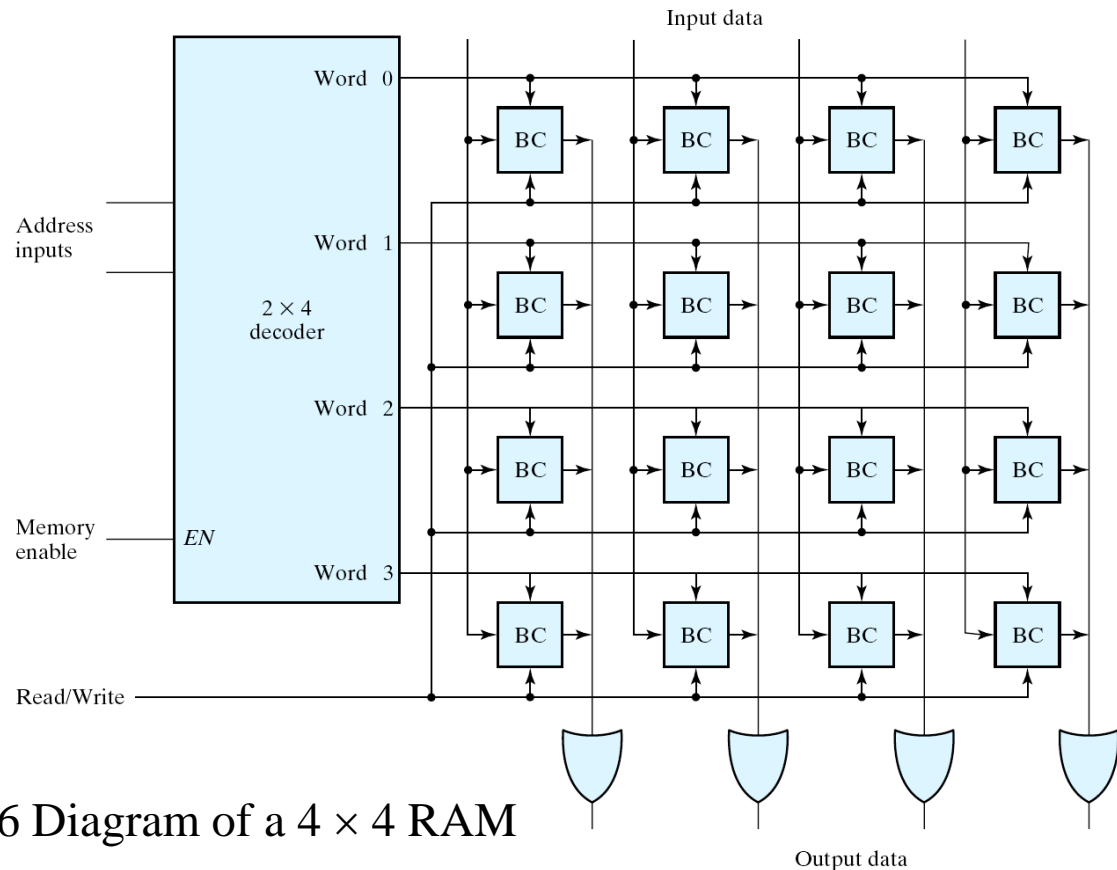 Input data
Word 0
BC BC BC BC
Address
inputs
Word 1
2 × 4
decoder
BC BC BC BC
Word 2
BC BC BC BC
Memory
enable
EN
Word 3
BC BC BC BC
Read/Write
6 Diagram of a 4 × 4 RAM
Output data